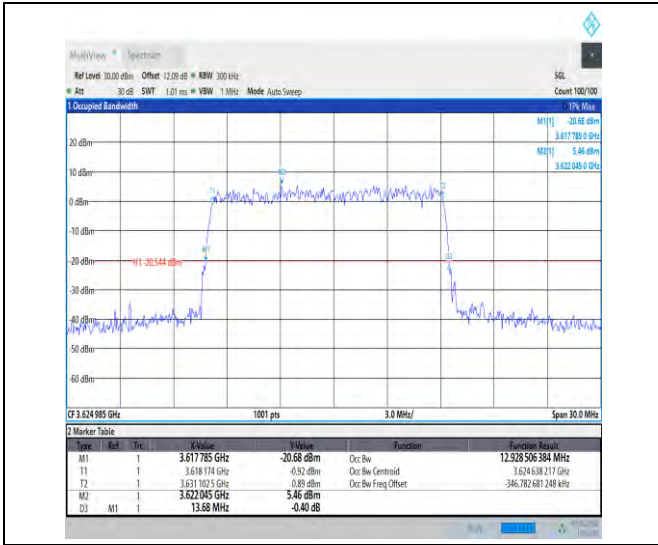 MultiView Spectrum
Ref Level 30.00 dBm Offset 12.09 dB RBW 300 kHz SGL
Att 30 dB SWT 1.01 ms VBW 1 MHz Mode Auto Sweep Count 100/100
1 Occupied Bandwidth 1Pk Max
M1[1] -20.68 dBm
3.617 785 0 GHz
M2[1] 5.46 dBm
3.622 045 0 GHz
20 dBm
10 dBm
M2
T1 T2
0 dBm
-10 dBm
M1
D3
-20 dBm H1 -20.544 dBm
-30 dBm
-40 dBm
-50 dBm
-60 dBm
CF 3.624 985 GHz 1001 pts 3.0 MHz/ Span 30.0 MHz
2 Marker Table
Type Ref Trc X-Value Y-Value Function Function Result
M1 1 3.617785 GHz -20.68 dBm Occ Bw 12.928 506 384 MHz
T1 1 3.618 174 GHz -0.92 dBm Occ Bw Centroid 3.624 638 217 GHz
T2 1 3.631 102 5 GHz 0.89 dBm Occ Bw Freq Offset -346.782 681 248 kHz
M2 1 3.622045 GHz 5.46 dBm
D3 M1 1 13.68 MHz -0.40 dB